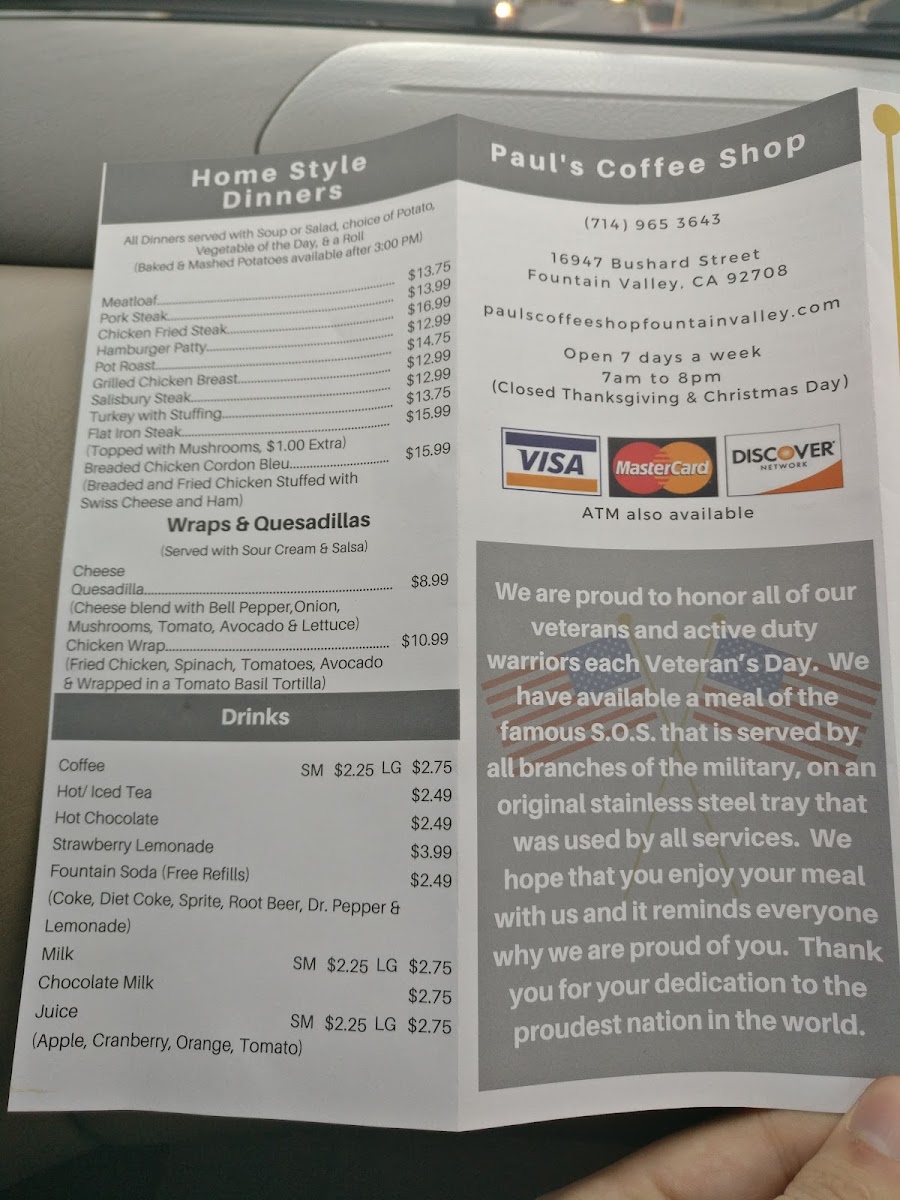 Home Style
Dinners
All Dinners served with Soup or Salad, choice of Potato,
Vegetable of the Day, & a Roll
(Baked & Mashed Potatoes available after 3:00 PM)
Meatloaf $13.75
Pork Steak $13.99
Chicken Fried Steak $16.99
Hamburger Patty $12.99
Pot Roast $14.75
Grilled Chicken Breast $12.99
Salisbury Steak $12.99
Turkey with Stuffing $13.75
Flat Iron Steak $15.99
(Topped with Mushrooms, $1.00 Extra)
Breaded Chicken Cordon Bleu $15.99
(Breaded and Fried Chicken Stuffed with
Swiss Cheese and Ham)
Wraps & Quesadillas
(Served with Sour Cream & Salsa)
Cheese
Quesadilla $8.99
(Cheese blend with Bell Pepper,Onion,
Mushrooms, Tomato, Avocado & Lettuce)
Chicken Wrap $10.99
(Fried Chicken, Spinach, Tomatoes, Avocado
& Wrapped in a Tomato Basil Tortilla)
Drinks
Coffee SM $2.25 LG $2.75
Hot/ Iced Tea $2.49
Hot Chocolate $2.49
Strawberry Lemonade $3.99
Fountain Soda (Free Refills) $2.49
(Coke, Diet Coke, Sprite, Root Beer, Dr. Pepper &
Lemonade)
Milk SM $2.25 LG $2.75
Chocolate Milk $2.75
Juice SM $2.25 LG $2.75
(Apple, Cranberry, Orange, Tomato)
Paul's Coffee Shop
(714) 965 3643
16947 Bushard Street
Fountain Valley, CA 92708
paulscoffeeshopfountainvalley.com
Open 7 days a week
7am to 8pm
(Closed Thanksgiving & Christmas Day)
VISA
MasterCard
DISCOVER
NETWORK
ATM also available
We are proud to honor all of our
veterans and active duty
warriors each Veteran's Day. We
have available a meal of the
famous S.O.S. that is served by
all branches of the military, on an
original stainless steel tray that
was used by all services. We
hope that you enjoy your meal
with us and it reminds everyone
why we are proud of you. Thank
you for your dedication to the
proudest nation in the world.